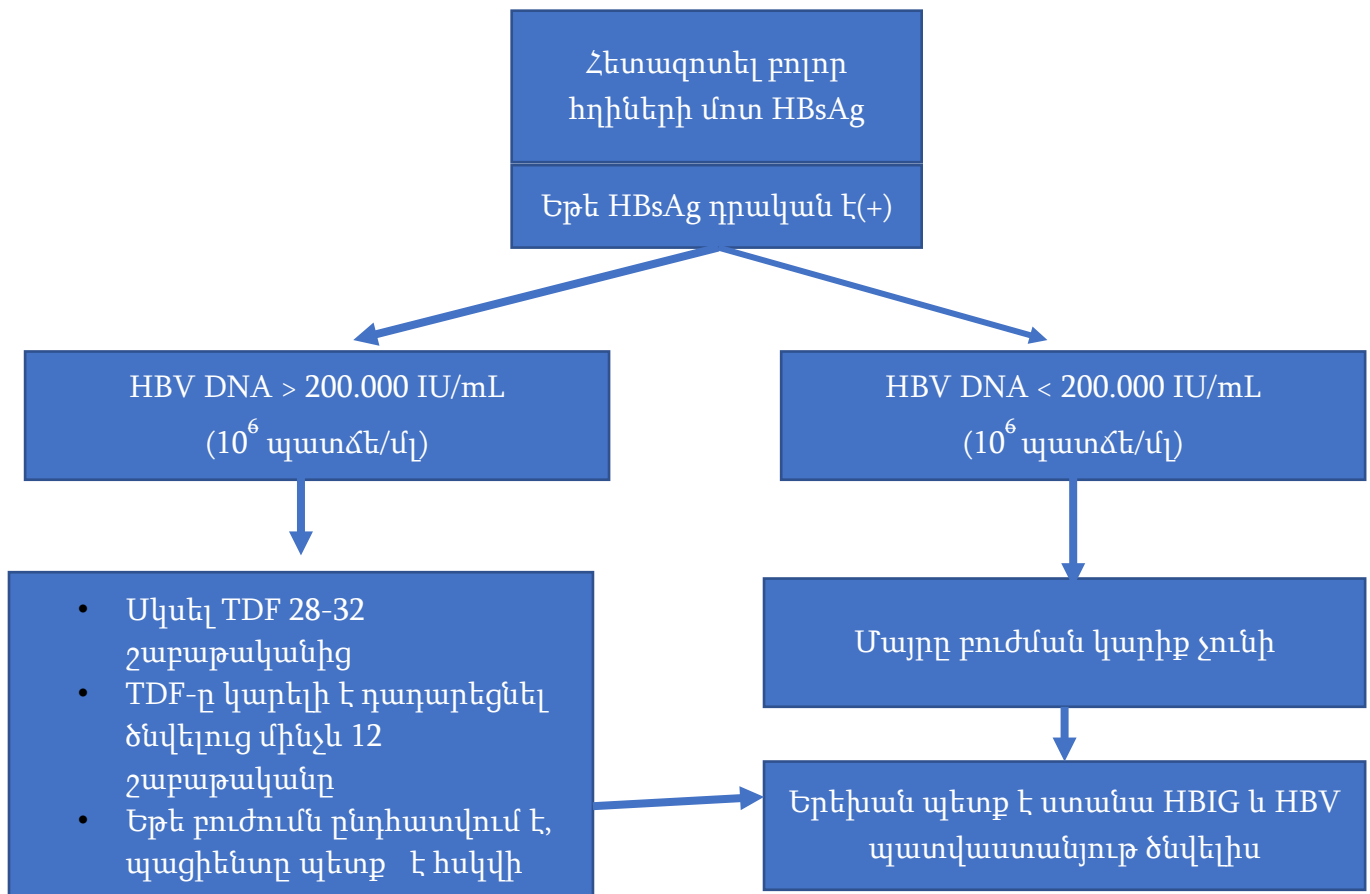 Հետազոտել բոլոր
հղիների մոտ HBsAg
Եթե HBsAg դրական է(+)
HBV DNA > 200.000 IU/mL
(10⁶ պատճե/մլ)
HBV DNA < 200.000 IU/mL
(10⁶ պատճե/մլ)
• Սկսել TDF 28-32
շաբաթականից
• TDF-ը կարելի է դադարեցնել
ծնվելուց մինչև 12
շաբաթականը
• Եթե բուժումն ընդհատվում է,
պացիենտը պետք է հսկվի
Մայրը բուժման կարիք չունի
Երեխան պետք է ստանա HBIG և HBV
պատվաստանյութ ծնվելիս